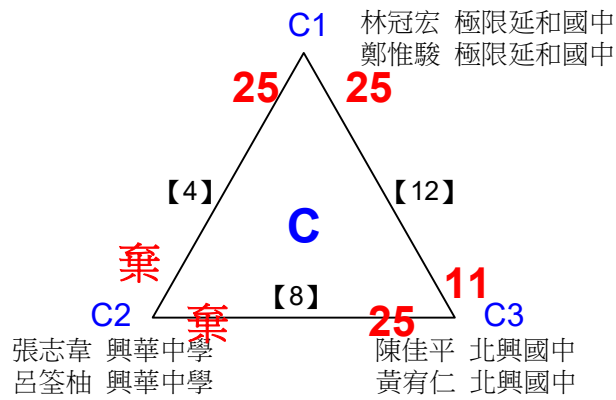 C1
林冠宏 極限延和國中
鄭惟駿 極限延和國中
25
25
【4】
【12】
C
棄
棄
【8】
25
11
C2
C3
張志韋 興華中學
呂筌柚 興華中學
陳佳平 北興國中
黃宥仁 北興國中